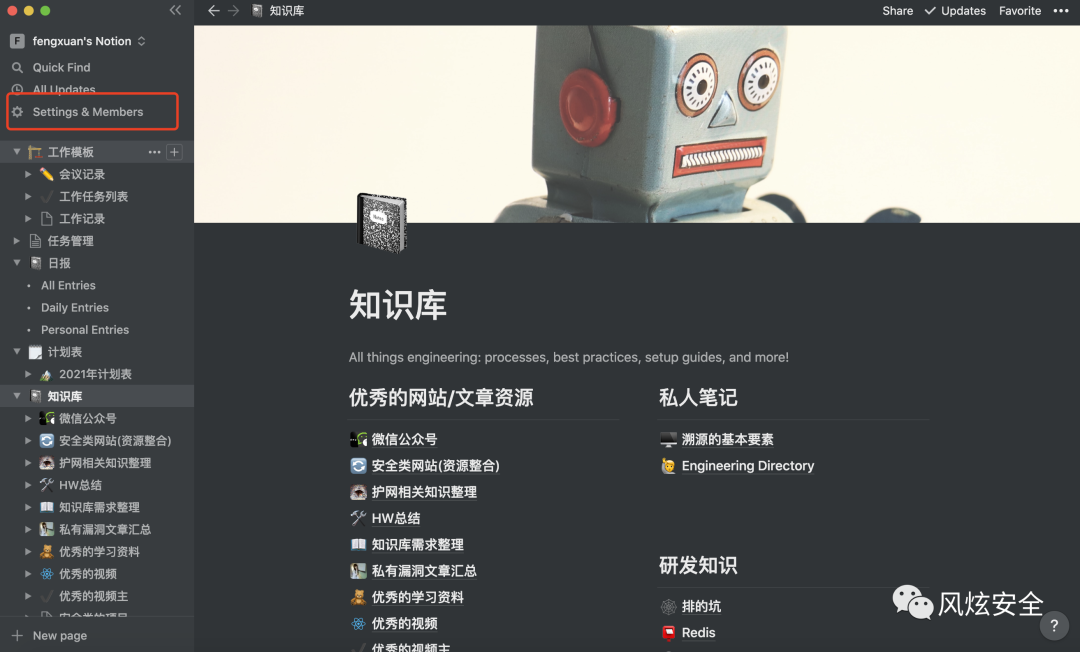 知识库
Share
Updates
Favorite
F
fengxuan's Notion
Quick Find
All Updates
Settings & Members
工作模板
会议记录
工作任务列表
工作记录
任务管理
日报
All Entries
Daily Entries
Personal Entries
计划表
2021年计划表
知识库
微信公众号
安全类网站(资源整合)
护网相关知识整理
HW总结
知识库需求整理
私有漏洞文章汇总
优秀的学习资料
优秀的视频
优秀的视频主
安全类的项目
New page
知识库
All things engineering: processes, best practices, setup guides, and more!
优秀的网站/文章资源
微信公众号
安全类网站(资源整合)
护网相关知识整理
HW总结
知识库需求整理
私有漏洞文章汇总
优秀的学习资料
优秀的视频
优秀的视频主
私人笔记
溯源的基本要素
Engineering Directory
研发知识
排的坑
Redis
风炫安全
?